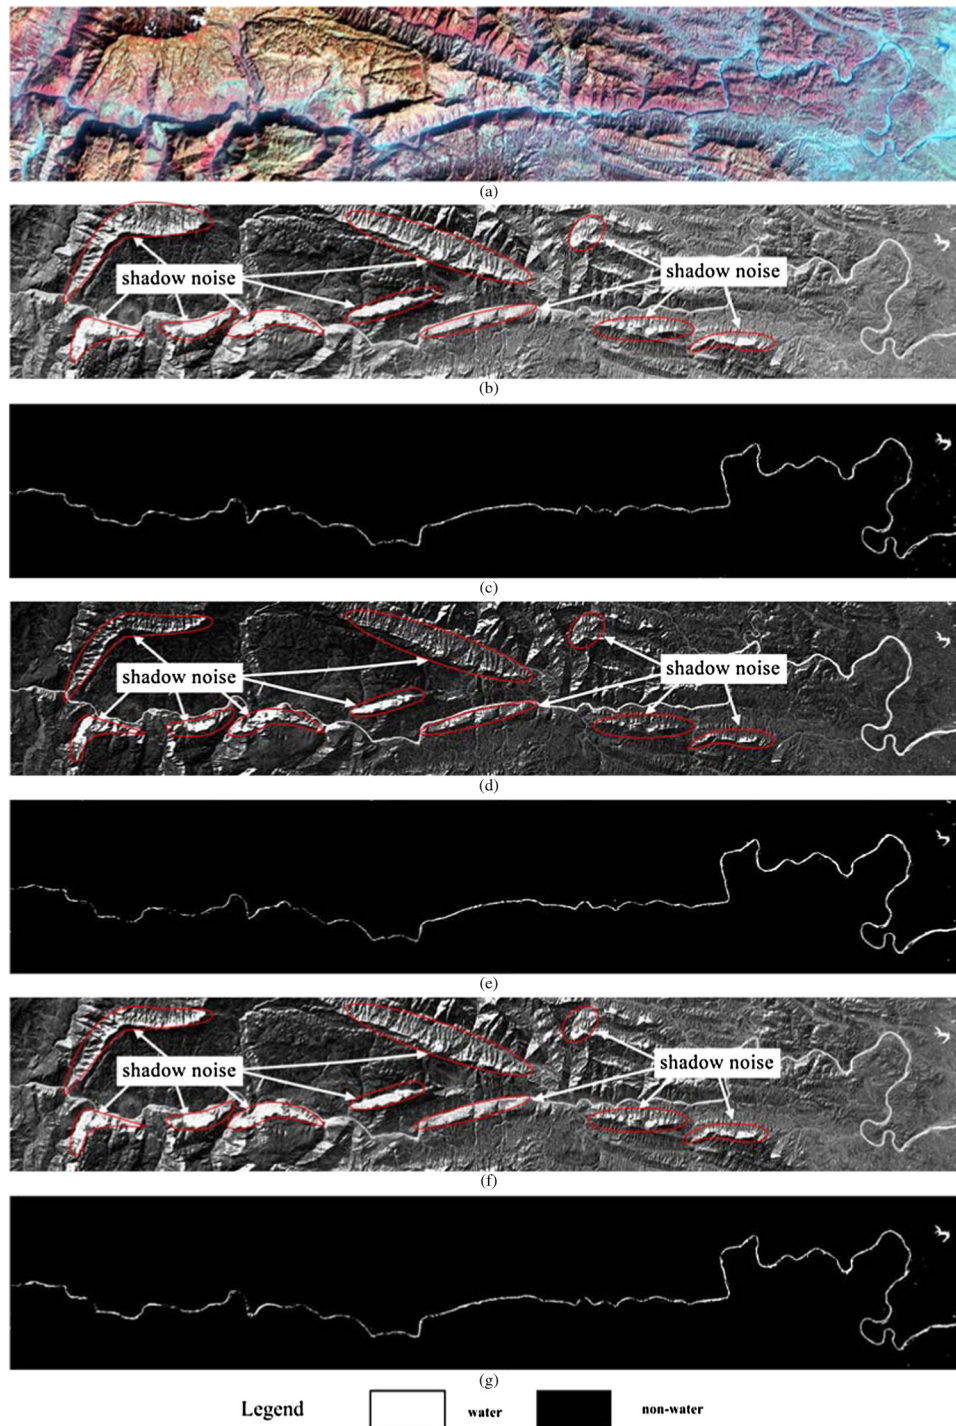 (a)
shadow noise
shadow noise
(b)
(c)
shadow noise
shadow noise
(d)
(e)
shadow noise
shadow noise
(f)
(g)
Legend water non-water